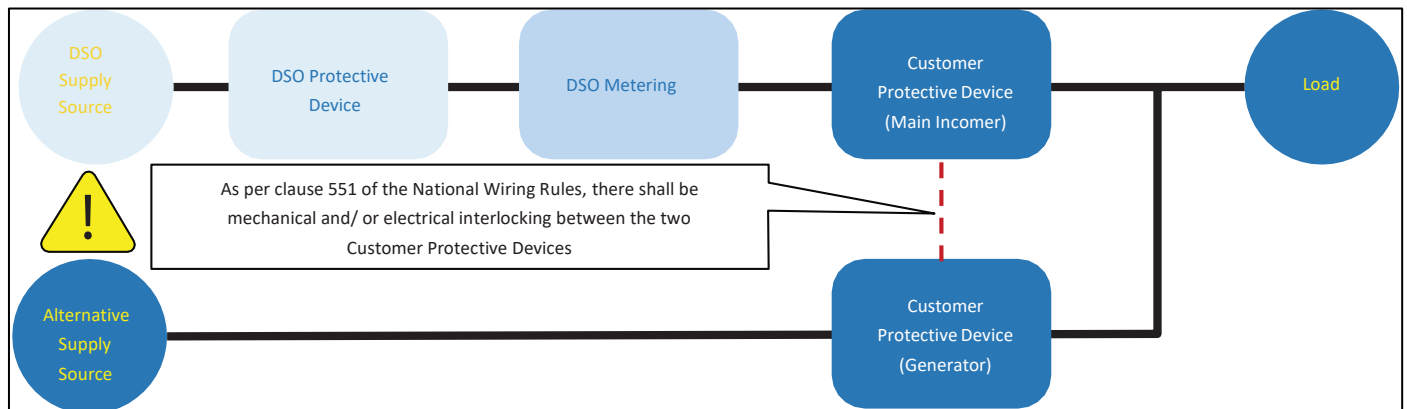 DSO
Supply
Source
DSO Protective
Device
DSO Metering
Customer
Protective Device
(Main Incomer)
Load
As per clause 551 of the National Wiring Rules, there shall be
mechanical and/ or electrical interlocking between the two
Customer Protective Devices
!
Alternative
Supply
Source
Customer
Protective Device
(Generator)